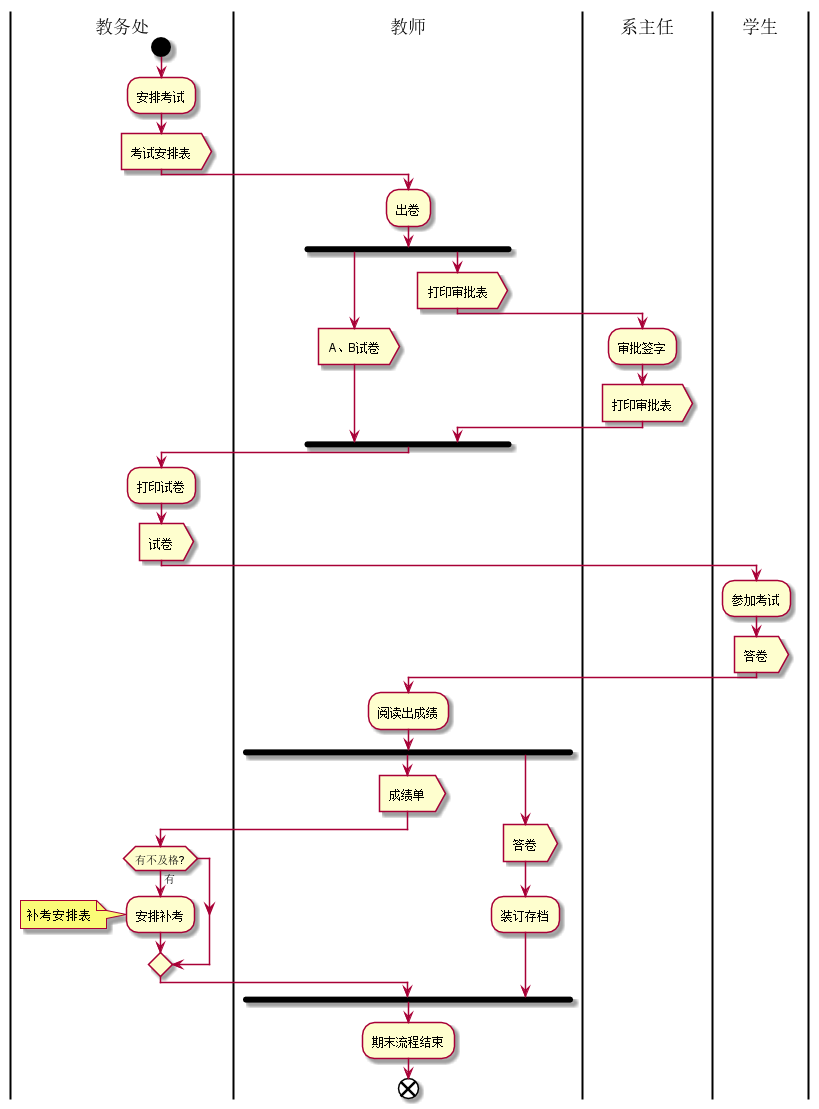 教务处
教师
系主任
学生
安排考试
考试安排表
出卷
打印审批表
A、B试卷
审批签字
打印审批表
打印试卷
试卷
参加考试
答卷
阅读出成绩
成绩单
答卷
有不及格?
有
补考安排表
安排补考
装订存档
期末流程结束